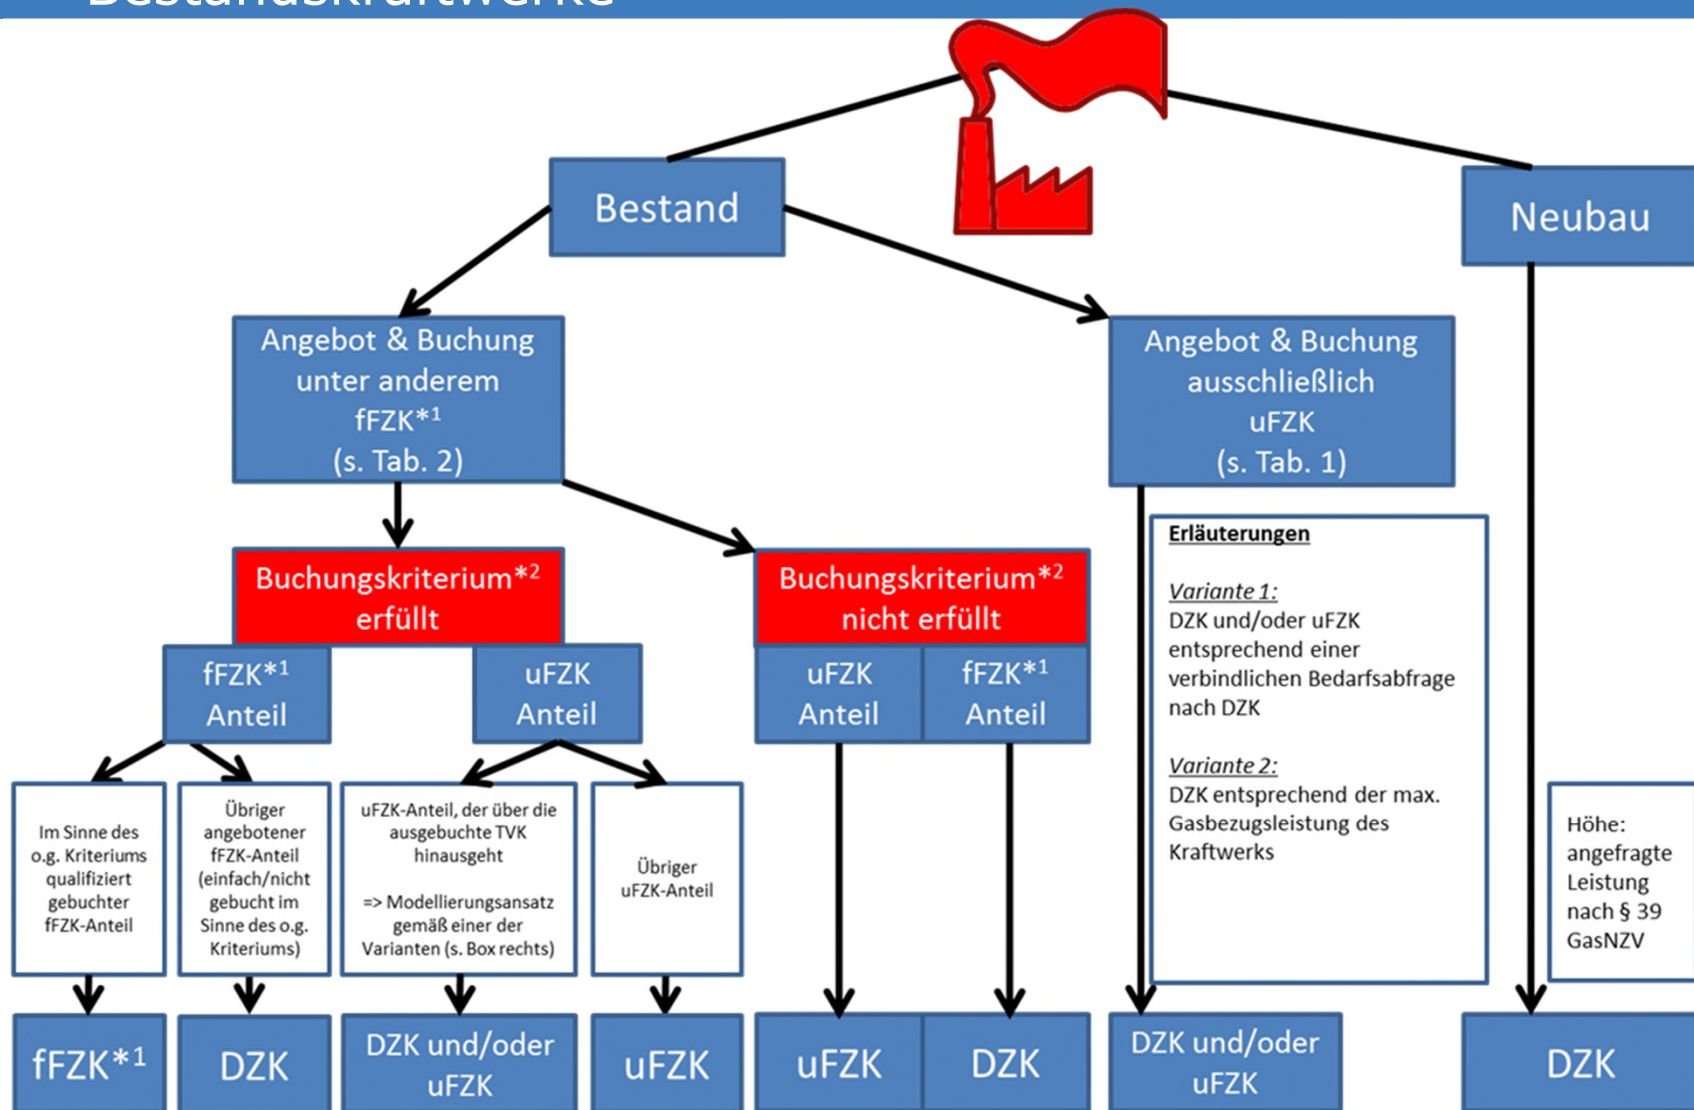 Bestandskraftwerke
Bestand
Neubau
Angebot & Buchung
unter anderem
fFZK*1
(s. Tab. 2)
Angebot & Buchung
ausschließlich
uFZK
(s. Tab. 1)
Buchungskriterium*2
erfüllt
Buchungskriterium*2
nicht erfüllt
fFZK*1
Anteil
uFZK
Anteil
uFZK
Anteil
fFZK*1
Anteil
Erläuterungen
Variante 1:
DZK und/oder uFZK
entsprechend einer
verbindlichen Bedarfsabfrage
nach DZK
Variante 2:
DZK entsprechend der max.
Gasbezugsleistung des
Kraftwerks
Im Sinne des
o.g. Kriteriums
qualifiziert
gebuchter
fFZK-Anteil
Übriger
angebotener
fFZK-Anteil
(einfach/nicht
gebucht im
Sinne des o.g.
Kriteriums)
uFZK-Anteil, der über die
ausgebuchte TVK
hinausgeht
=> Modellierungsansatz
gemäß einer der
Varianten (s. Box rechts)
Übriger
uFZK-Anteil
Höhe:
angefragte
Leistung
nach § 39
GasNZV
fFZK*1
DZK
DZK und/oder
uFZK
uFZK
uFZK
DZK
DZK und/oder
uFZK
DZK